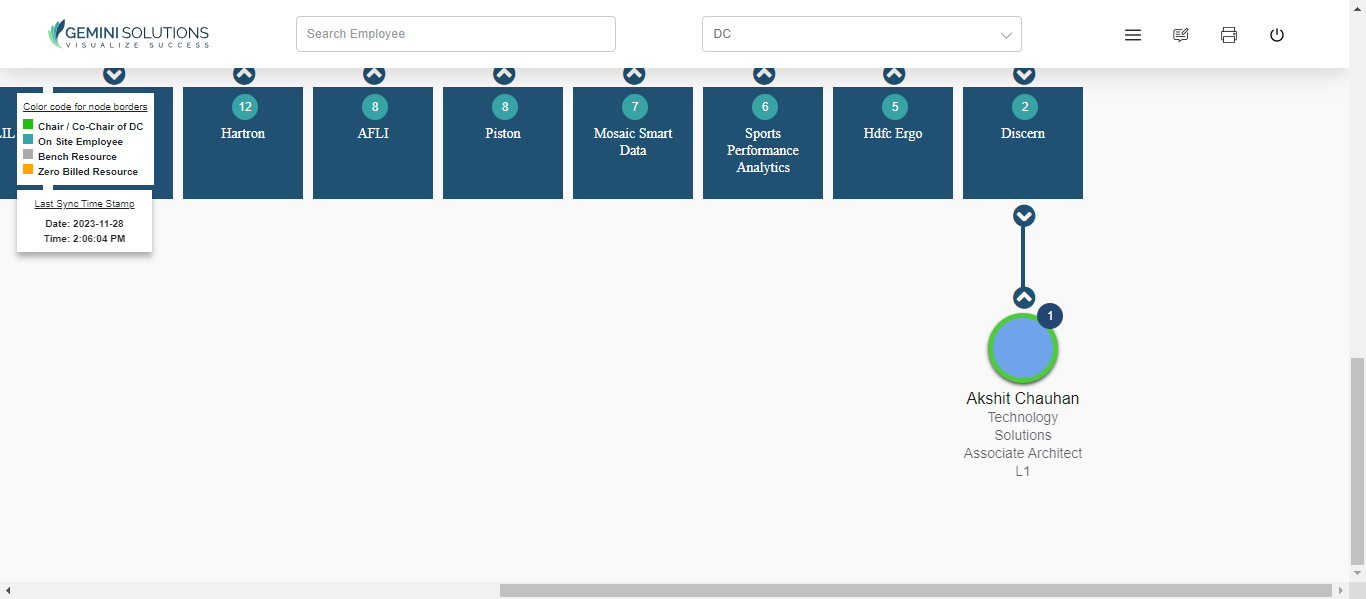 GEMINI SOLUTIONS
VISUALIZE SUCCESS
Search Employee
DC
Color code for node borders
Chair / Co-Chair of DC
On Site Employee
Bench Resource
Zero Billed Resource
Last Sync Time Stamp
Date: 2023-11-28
Time: 2:06:04 PM
12
Hartron
8
AFLI
8
Piston
7
Mosaic Smart
Data
6
Sports
Performance
Analytics
5
Hdfc Ergo
2
Discern
1
Akshit Chauhan
Technology
Solutions
Associate Architect
L1